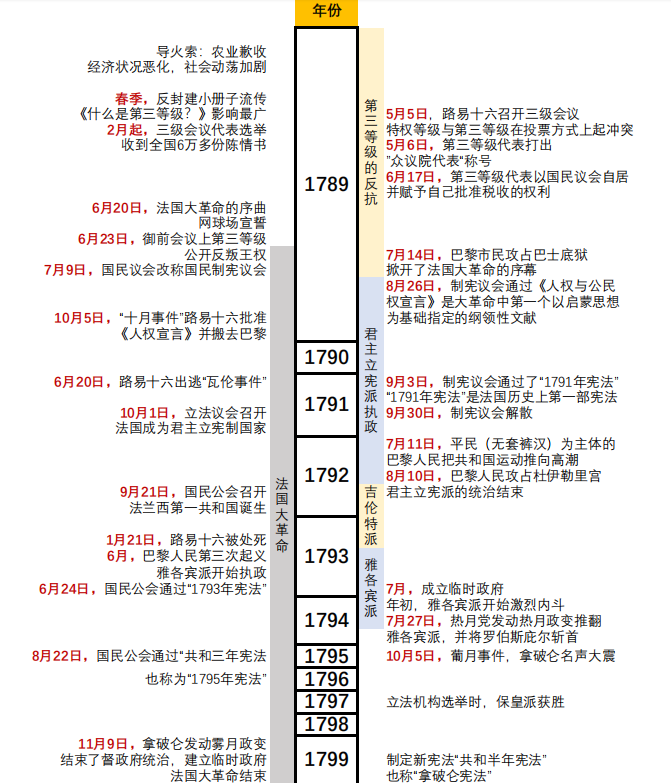 年份
导火索：农业歉收
经济状况恶化，社会动荡加剧
春季，反封建小册子流传
《什么是第三等级？》影响最广
2月起，三级会议代表选举
收到全国6万多份陈情书
1789
第三等级的反抗
5月5日，路易十六召开三级会议
特权等级与第三等级在投票方式上起冲突
5月6日，第三等级代表打出
”众议院代表“称号
6月17日，第三等级代表以国民议会自居
并赋予自己批准税收的权利
6月20日，法国大革命的序曲
网球场宣誓
6月23日，御前会议上第三等级
公开反叛王权
7月9日，国民议会改称国民制宪议会
7月14日，巴黎市民攻占巴士底狱
掀开了法国大革命的序幕
8月26日，制宪议会通过《人权与公民
权宣言》是大革命中第一个以启蒙思想
为基础指定的纲领性文献
10月5日，“十月事件”路易十六批准
《人权宣言》并搬去巴黎
君主立宪派执政
1790
6月20日，路易十六出逃“瓦伦事件”
10月1日，立法议会召开
法国成为君主立宪制国家
1791
9月3日，制宪议会通过了“1791年宪法”
“1791年宪法”是法国历史上第一部宪法
9月30日，制宪议会解散
7月11日，平民（无套裤汉）为主体的
巴黎人民把共和国运动推向高潮
8月10日，巴黎人民攻占杜伊勒里宫
君主立宪派的统治结束
1792
法国大革命
吉伦特派
9月21日，国民公会召开
法兰西第一共和国诞生
1月21日，路易十六被处死
6月，巴黎人民第三次起义
雅各宾派开始执政
6月24日，国民公会通过“1793年宪法”
1793
雅各宾派
7月，成立临时政府
年初，雅各宾派开始激烈内斗
7月27日，热月党发动热月政变推翻
雅各宾派，并将罗伯斯庇尔斩首
1794
8月22日，国民公会通过“共和三年宪法
也称为“1795年宪法”
1795
10月5日，葡月事件，拿破仑名声大震
1796
1797
立法机构选举时，保皇派获胜
1798
11月9日，拿破仑发动雾月政变
结束了督政府统治，建立临时政府
法国大革命结束
1799
制定新宪法“共和半年宪法”
也称“拿破仑宪法”